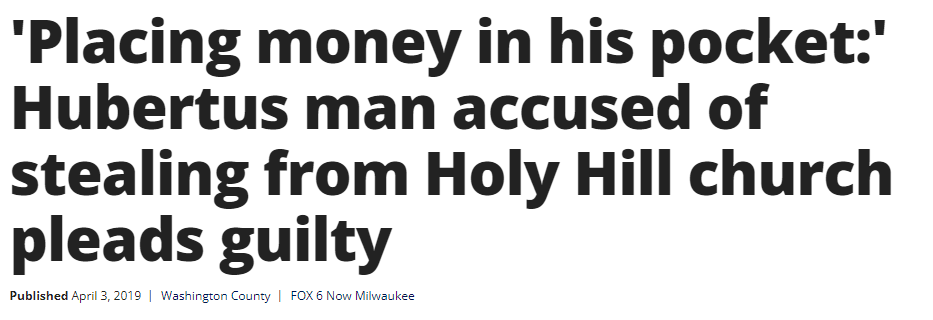 'Placing money in his pocket:'
Hubertus man accused of
stealing from Holy Hill church
pleads guilty
Published April 3, 2019 | Washington County | FOX 6 Now Milwaukee